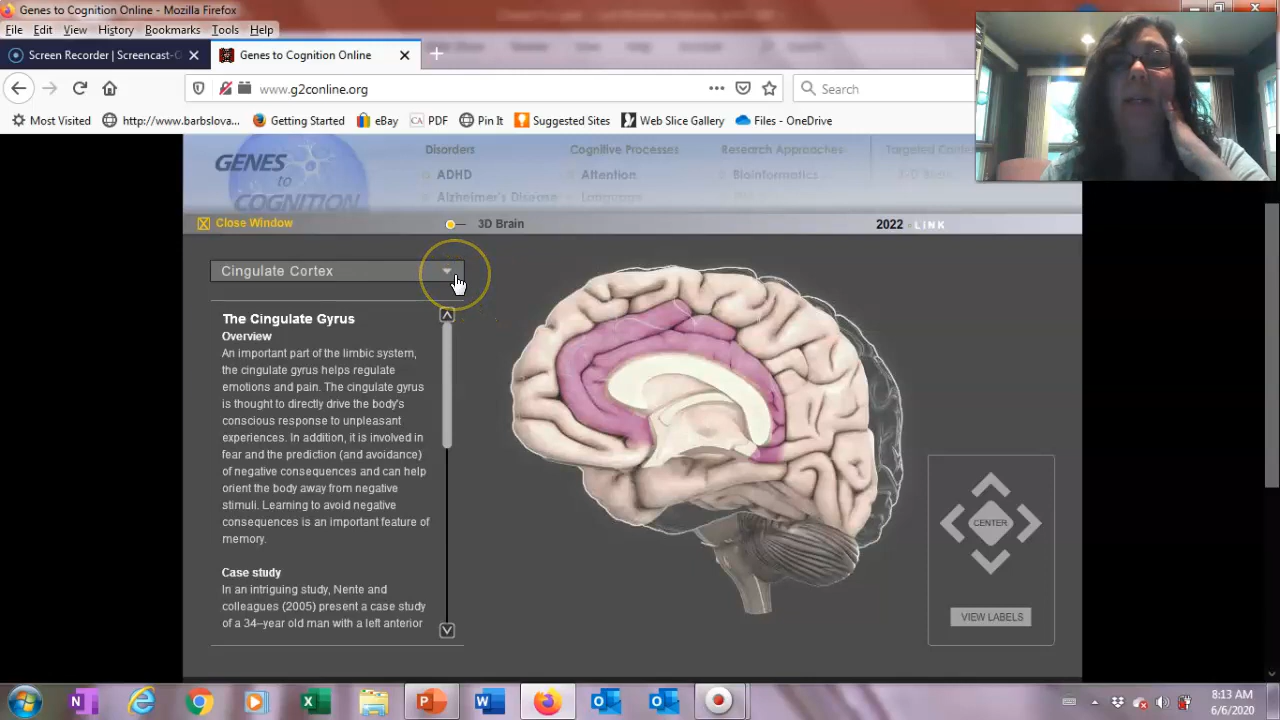 Genes to Cognition Online - Mozilla Firefox
File Edit View History Bookmarks Tools Help
Screen Recorder | Screencast-O
Genes to Cognition Online
www.g2conline.org
Search
Most Visited
http://www.barbslova...
Getting Started
eBay
CA PDF
Pin It
Suggested Sites
Web Slice Gallery
Files - OneDrive
GENES
to
COGNITION
Disorders
ADHD
Alzheimer's Disease
Cognitive Processes
Attention
Language
Research Approaches
Bioinformatics
Close Window
3D Brain
2022 LINK
Cingulate Cortex
The Cingulate Gyrus
Overview
An important part of the limbic system,
the cingulate gyrus helps regulate
emotions and pain. The cingulate gyrus
is thought to directly drive the body's
conscious response to unpleasant
experiences. In addition, it is involved in
fear and the prediction (and avoidance)
of negative consequences and can help
orient the body away from negative
stimuli. Learning to avoid negative
consequences is an important feature of
memory.
Case study
In an intriguing study, Nente and
colleagues (2005) present a case study
of a 34–year old man with a left anterior
CENTER
VIEW LABELS
8:13 AM
6/6/2020